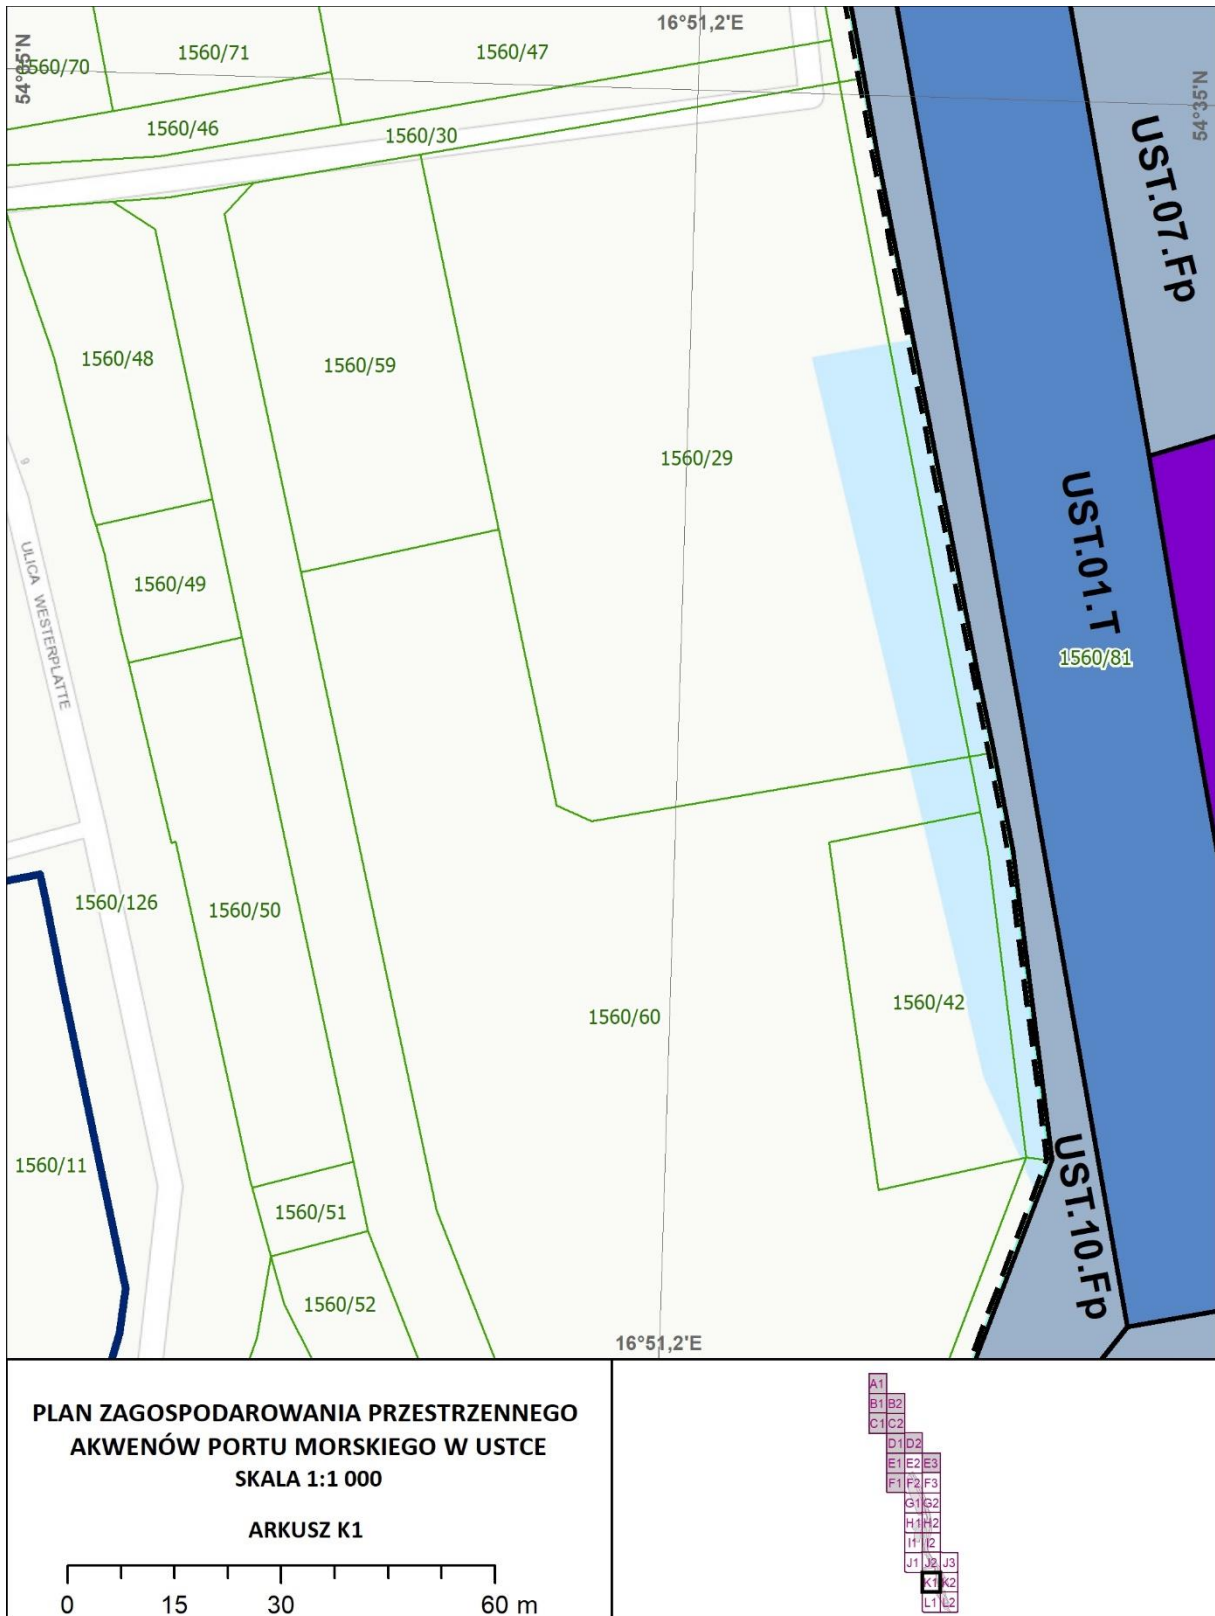 16°51,2'E
54°35'N
1560/70
1560/71
1560/47
54°35'N
1560/46
1560/30
UST.07.Fp
1560/48
1560/59
1560/29
9
UST.01.T
1560/81
ULICA WESTERPLATTE
1560/49
1560/126
1560/50
1560/42
1560/60
1560/11
UST.10.Fp
1560/51
1560/52
16°51,2'E
PLAN ZAGOSPODAROWANIA PRZESTRZENNEGO
AKWENÓW PORTU MORSKIEGO W USTCE
SKALA 1:1 000
ARKUSZ K1
0 15 30 60 m
A1
B1 B2
C1 C2
D1 D2
E1 E2 E3
F1 F2 F3
G1 G2
H1 H2
I1 I2
J1 J2 J3
K1 K2
L1 L2